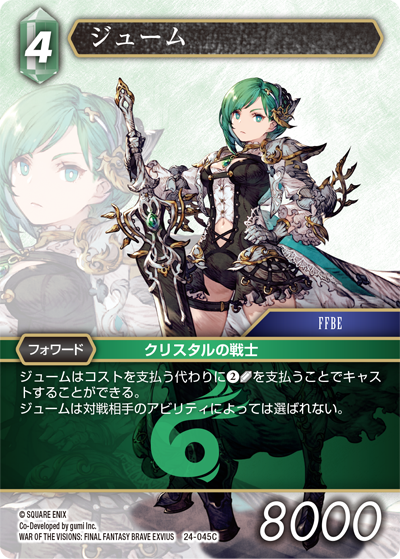 4
ジューム
FFBE
フォワード
クリスタルの戦士
ジュームはコストを支払う代わりに2を支払うことでキャス
トすることができる。
ジュームは対戦相手のアビリティによっては選ばれない。
6
© SQUARE ENIX
Co-Developed by gumi Inc.
WAR OF THE VISIONS: FINAL FANTASY BRAVE EXVIUS
24-045C
8000